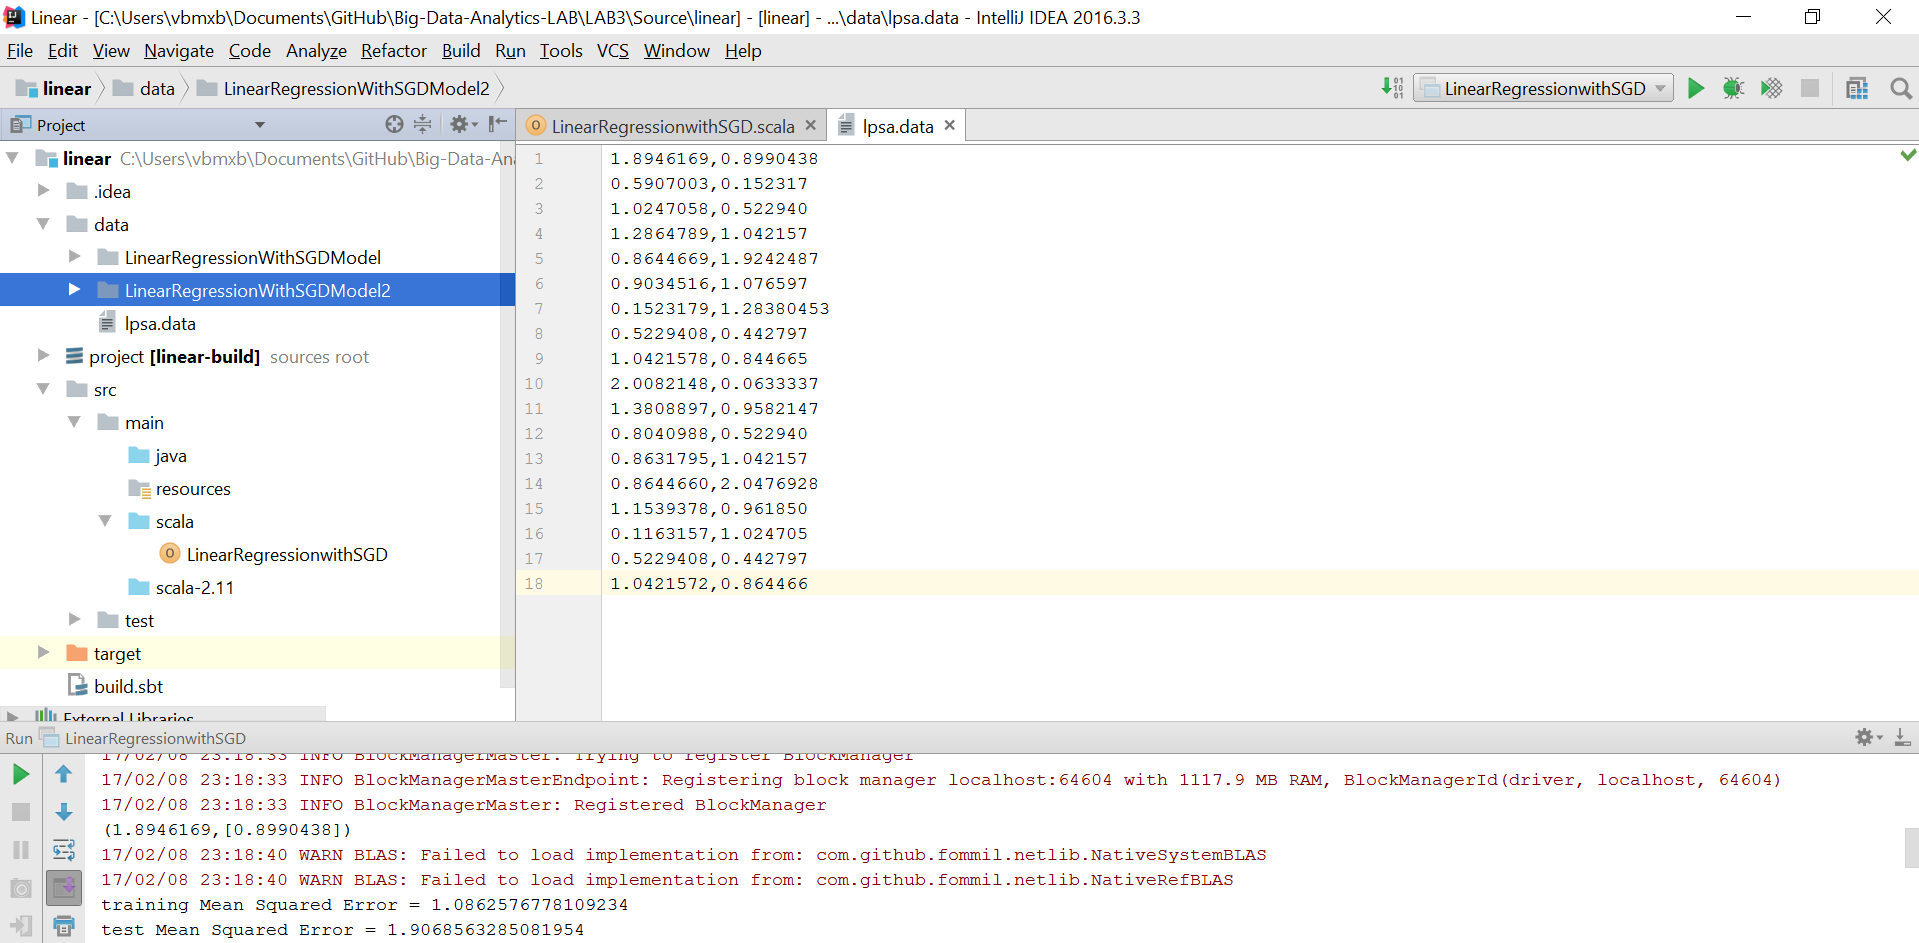 Linear - [C:\Users\vbmxb\Documents\GitHub\Big-Data-Analytics-LAB\LAB3\Source\linear] - [linear] - ...\data\lpsa.data - IntelliJ IDEA 2016.3.3
File Edit View Navigate Code Analyze Refactor Build Run Tools VCS Window Help
linear data LinearRegressionWithSGDModel2 LinearRegressionwithSGD
Project
LinearRegressionwithSGD.scala lpsa.data
linear C:\Users\vbmxb\Documents\GitHub\Big-Data-An
.idea
data
LinearRegressionWithSGDModel
LinearRegressionWithSGDModel2
lpsa.data
project [linear-build] sources root
src
main
java
resources
scala
LinearRegressionwithSGD
scala-2.11
test
target
build.sbt
External Libraries
1 1.8946169,0.8990438
2 0.5907003,0.152317
3 1.0247058,0.522940
4 1.2864789,1.042157
5 0.8644669,1.9242487
6 0.9034516,1.076597
7 0.1523179,1.28380453
8 0.5229408,0.442797
9 1.0421578,0.844665
10 2.0082148,0.0633337
11 1.3808897,0.9582147
12 0.8040988,0.522940
13 0.8631795,1.042157
14 0.8644660,2.0476928
15 1.1539378,0.961850
16 0.1163157,1.024705
17 0.5229408,0.442797
18 1.0421572,0.864466
Run LinearRegressionwithSGD
17/02/08 23:18:33 INFO BlockManagerMaster: Trying to register BlockManager
17/02/08 23:18:33 INFO BlockManagerMasterEndpoint: Registering block manager localhost:64604 with 1117.9 MB RAM, BlockManagerId(driver, localhost, 64604)
17/02/08 23:18:33 INFO BlockManagerMaster: Registered BlockManager
(1.8946169,[0.8990438])
17/02/08 23:18:40 WARN BLAS: Failed to load implementation from: com.github.fommil.netlib.NativeSystemBLAS
17/02/08 23:18:40 WARN BLAS: Failed to load implementation from: com.github.fommil.netlib.NativeRefBLAS
training Mean Squared Error = 1.0862576778109234
test Mean Squared Error = 1.9068563285081954